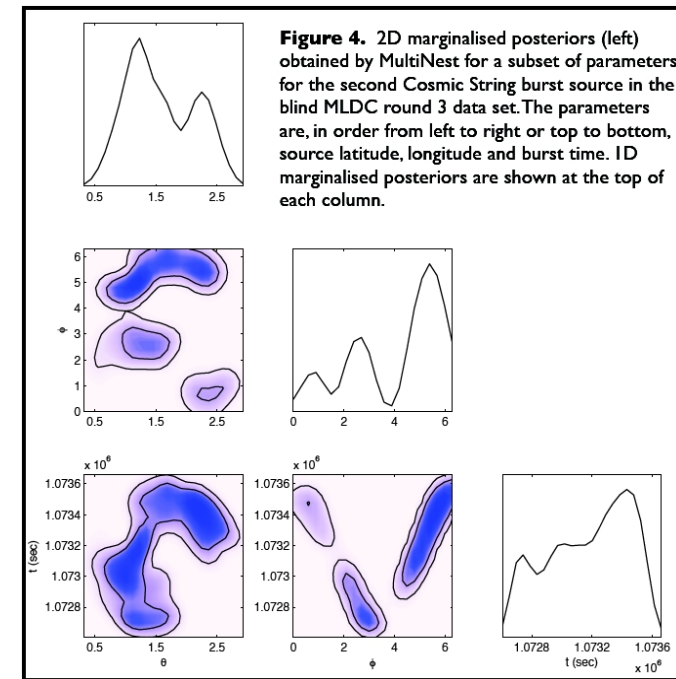 Figure 4. 2D marginalised posteriors (left)
obtained by MultiNest for a subset of parameters
for the second Cosmic String burst source in the
blind MLDC round 3 data set. The parameters
are, in order from left to right or top to bottom,
source latitude, longitude and burst time. 1D
marginalised posteriors are shown at the top of
each column.
0.5 1.5 2.5
6
5
4
3
2
1
0
φ
0.5 1.5 2.5
0 2 4 6
x 10^6
1.0736
1.0734
1.0732
1.073
1.0728
t (sec)
0.5 1.5 2.5
θ
x 10^6
1.0736
1.0734
1.0732
1.073
1.0728
0 2 4 6
φ
1.0728 1.0732 1.0736
t (sec) x 10^6